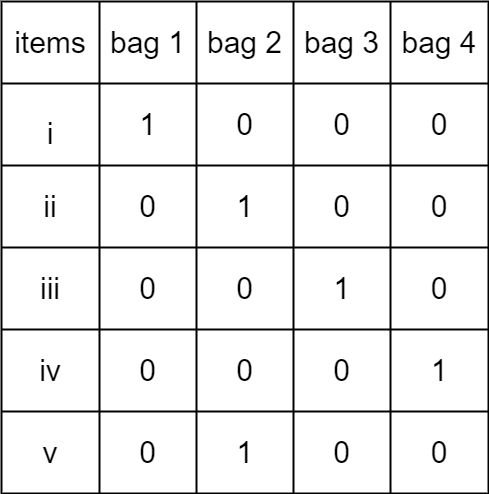 items bag 1 bag 2 bag 3 bag 4
i 1 0 0 0
ii 0 1 0 0
iii 0 0 1 0
iv 0 0 0 1
v 0 1 0 0